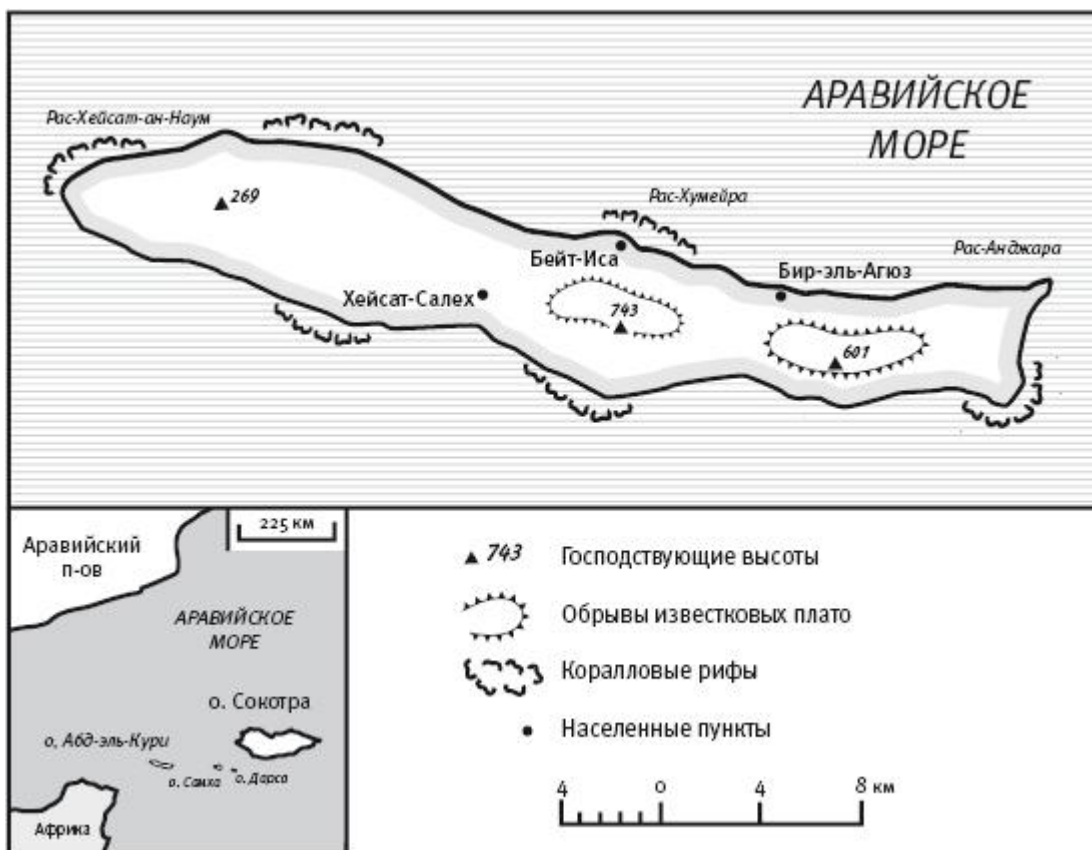 АРАВИЙСКОЕ
МОРЕ
Рас-Хейсат-ан-Наум
269
Рас-Хумейра
Рас-Анджара
Бейт-Иса
Бир-эль-Агюз
Хейсат-Салех
743
601
Аравийский
п-ов
225 км
АРАВИЙСКОЕ
МОРЕ
о. Сокотра
о, Абд-эль-Кури
о. Самха
о. Дарса
Африка
743 Господствующие высоты
Обрывы известковых плато
Коралловые рифы
Населенные пункты
4 0 4 8 км